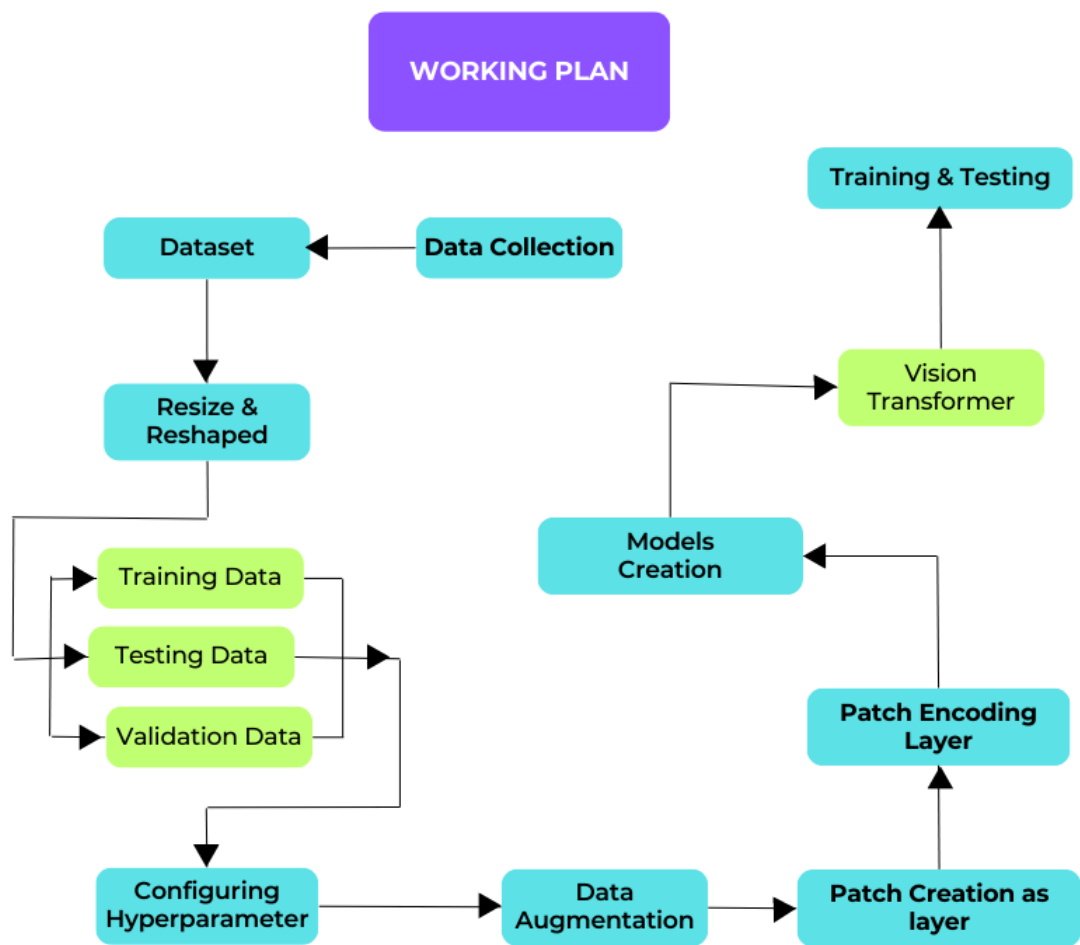 WORKING PLAN
Training & Testing
Dataset
Data Collection
Vision
Transformer
Resize &
Reshaped
Models
Creation
Training Data
Testing Data
Validation Data
Patch Encoding
Layer
Configuring
Hyperparameter
Data
Augmentation
Patch Creation as
layer